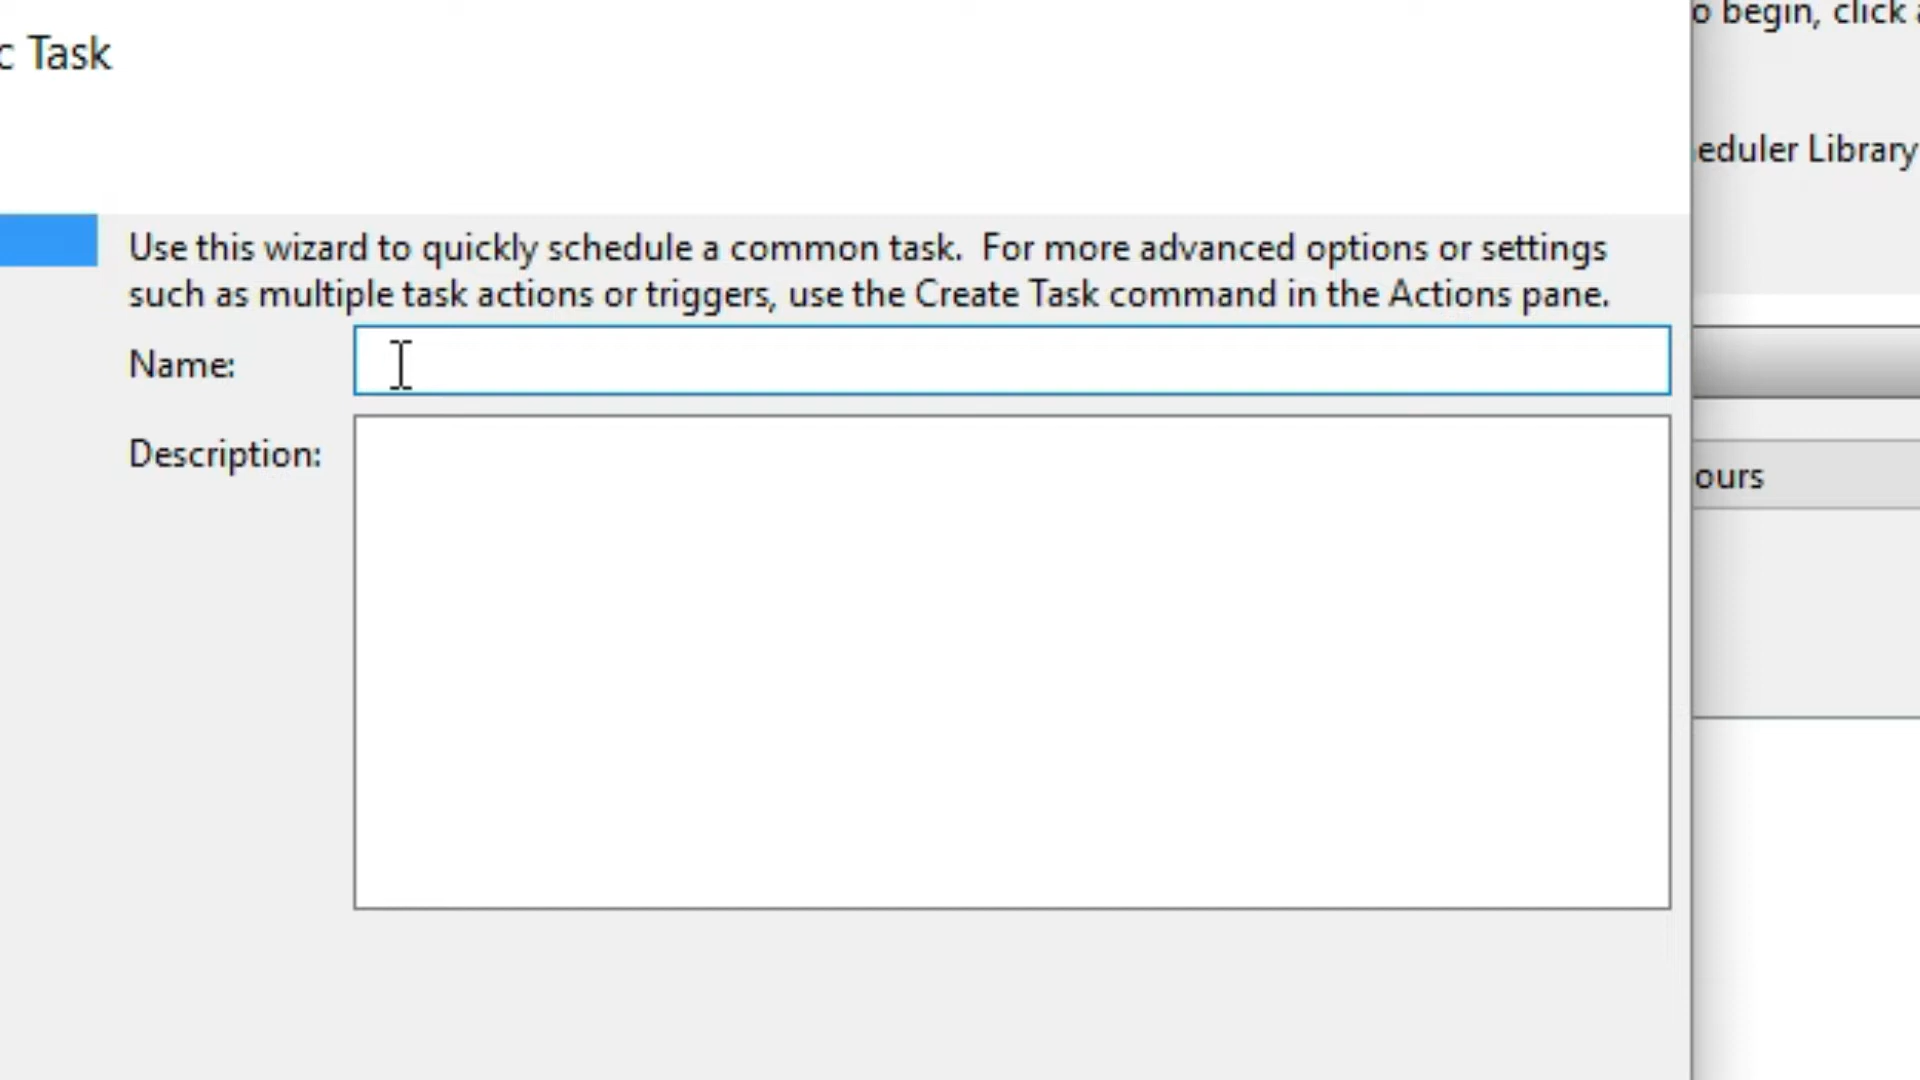 o begin, click
c Task
eduler Library
Use this wizard to quickly schedule a common task.  For more advanced options or settings
such as multiple task actions or triggers, use the Create Task command in the Actions pane.
Name:
Description:
ours